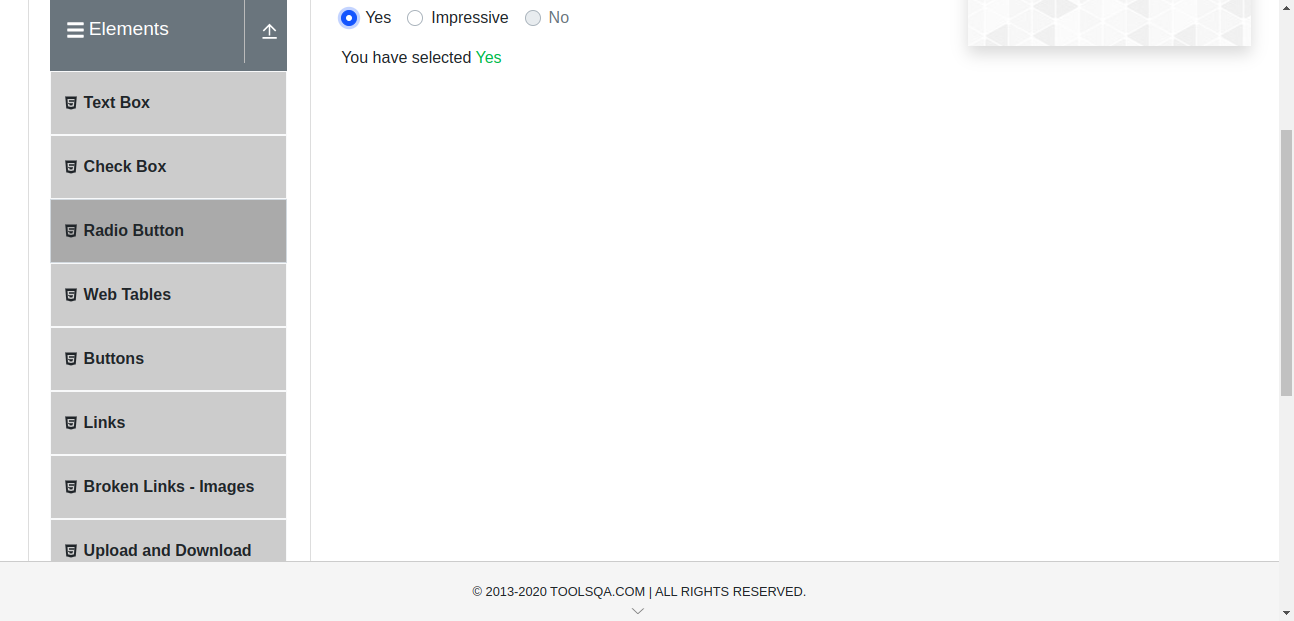 Elements
Yes Impressive No
You have selected Yes
Text Box
Check Box
Radio Button
Web Tables
Buttons
Links
Broken Links - Images
Upload and Download
© 2013-2020 TOOLSQA.COM | ALL RIGHTS RESERVED.